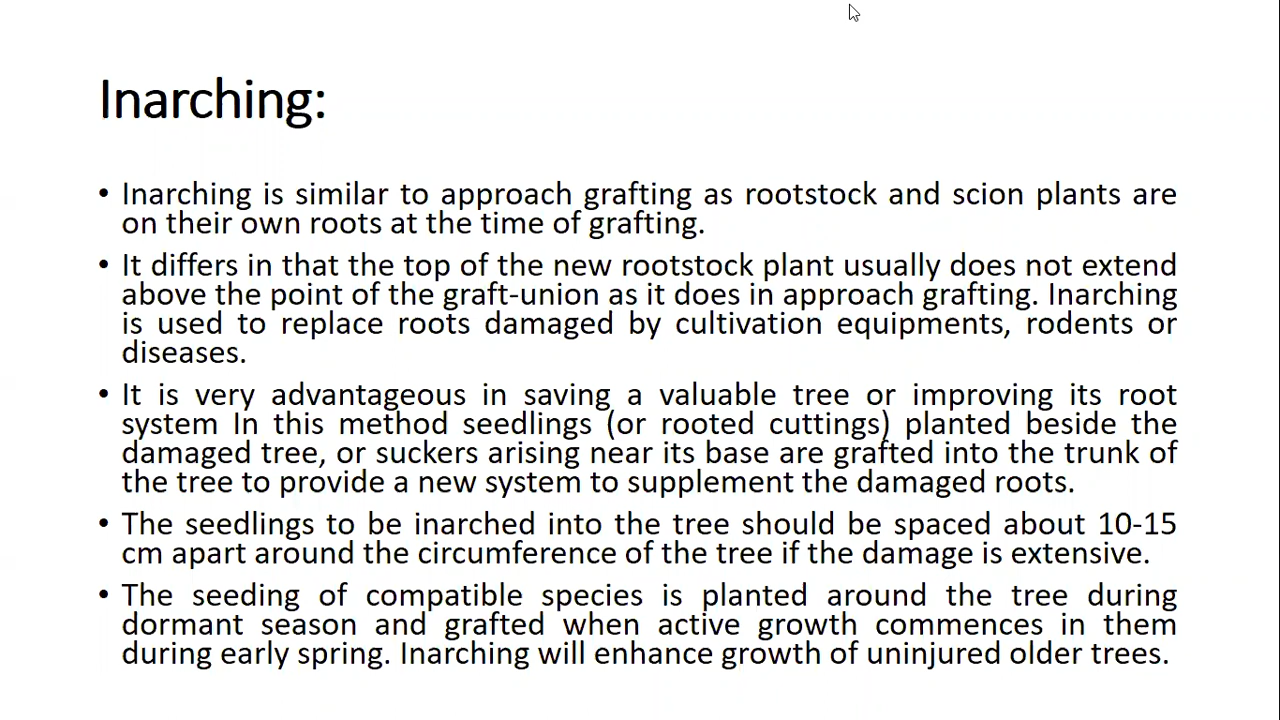 Inarching:
• Inarching is similar to approach grafting as rootstock and scion plants are
on their own roots at the time of grafting.
• It differs in that the top of the new rootstock plant usually does not extend
above the point of the graft-union as it does in approach grafting. Inarching
is used to replace roots damaged by cultivation equipments, rodents or
diseases.
• It is very advantageous in saving a valuable tree or improving its root
system In this method seedlings (or rooted cuttings) planted beside the
damaged tree, or suckers arising near its base are grafted into the trunk of
the tree to provide a new system to supplement the damaged roots.
• The seedlings to be inarched into the tree should be spaced about 10-15
cm apart around the circumference of the tree if the damage is extensive.
• The seeding of compatible species is planted around the tree during
dormant season and grafted when active growth commences in them
during early spring. Inarching will enhance growth of uninjured older trees.